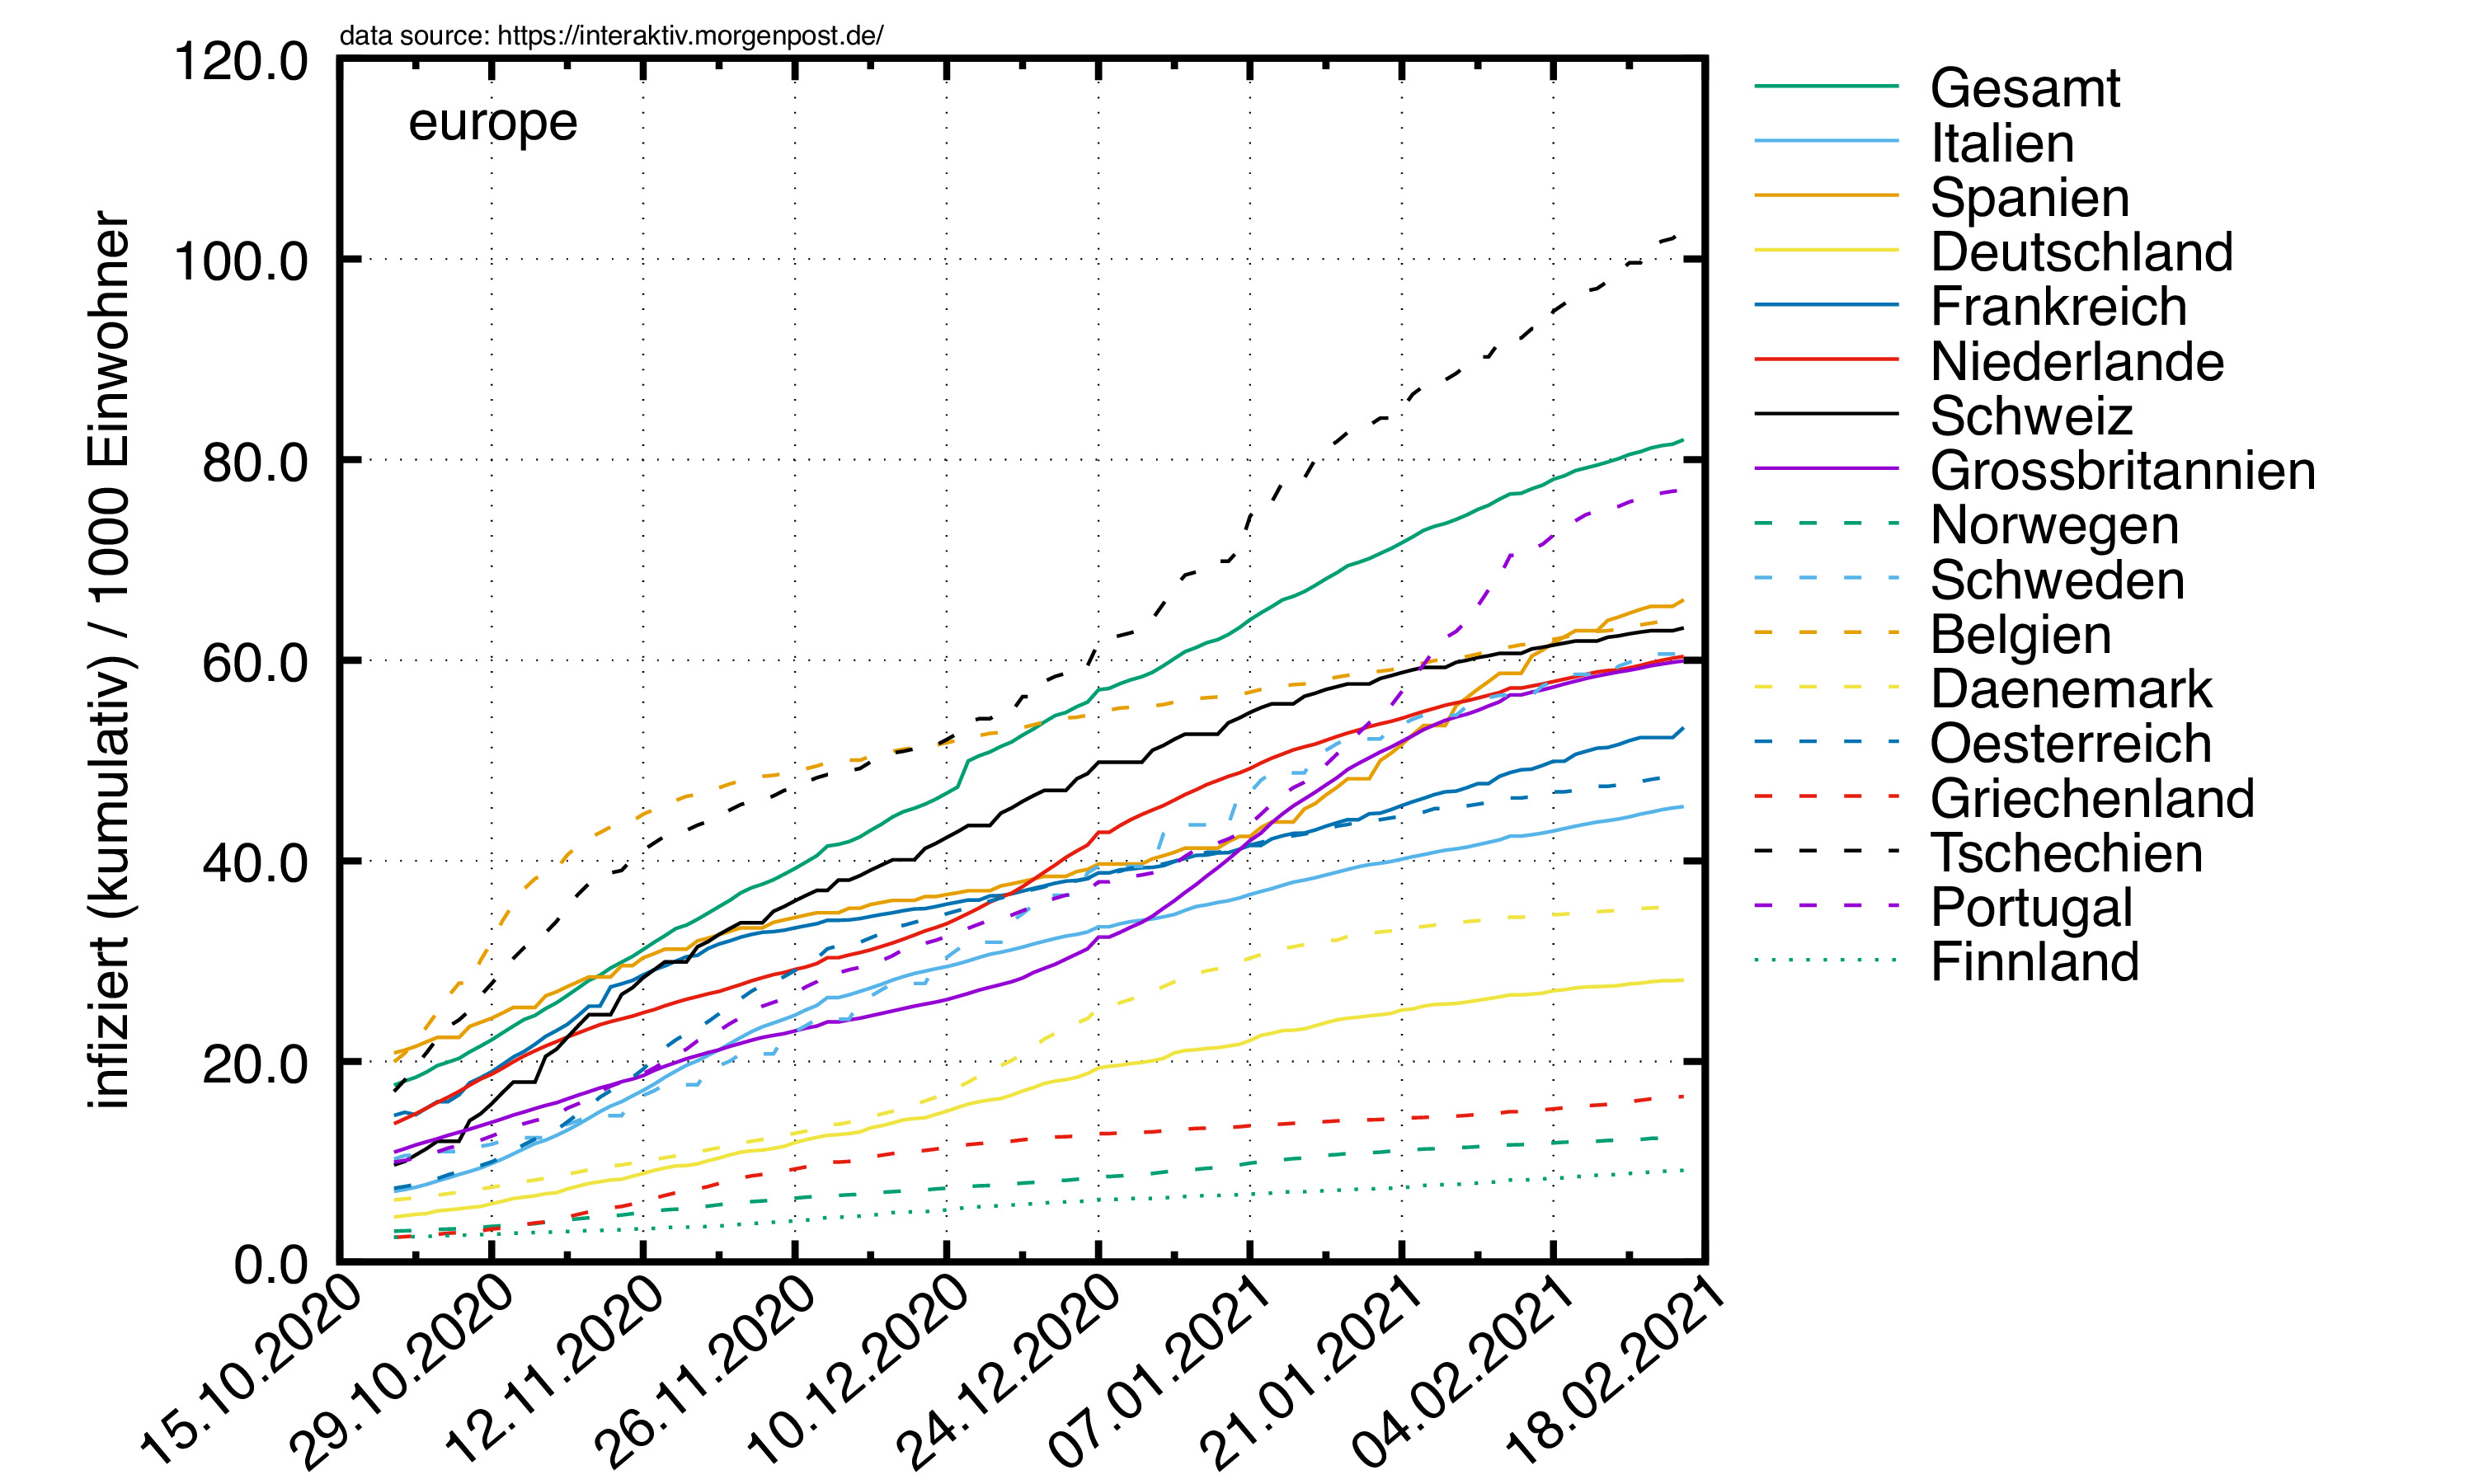 data source: https://interaktiv.morgenpost.de/
europe
infiziert (kumulativ) / 1000 Einwohner
120.0
100.0
80.0
60.0
40.0
20.0
0.0
15.10.2020
29.10.2020
12.11.2020
26.11.2020
10.12.2020
24.12.2020
07.01.2021
21.01.2021
04.02.2021
18.02.2021
Gesamt
Italien
Spanien
Deutschland
Frankreich
Niederlande
Schweiz
Grossbritannien
Norwegen
Schweden
Belgien
Daenemark
Oesterreich
Griechenland
Tschechien
Portugal
Finnland